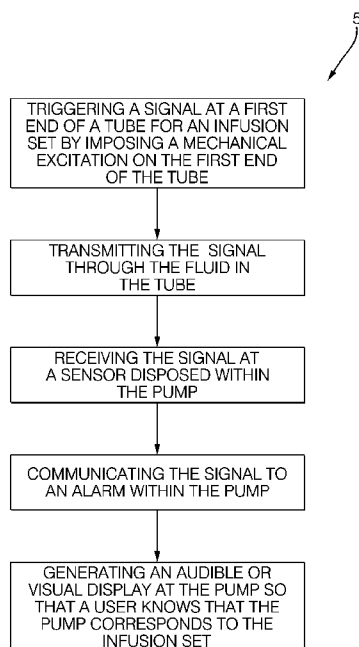 5
TRIGGERING A SIGNAL AT A FIRST
END OF A TUBE FOR AN INFUSION
SET BY IMPOSING A MECHANICAL
EXCITATION ON THE FIRST END
OF THE TUBE
TRANSMITTING THE SIGNAL
THROUGH THE FLUID IN
THE TUBE
RECEIVING THE SIGNAL AT
A SENSOR DISPOSED WITHIN
THE PUMP
COMMUNICATING THE SIGNAL TO
AN ALARM WITHIN THE PUMP
GENERATING AN AUDIBLE OR
VISUAL DISPLAY AT THE PUMP SO
THAT A USER KNOWS THAT THE
PUMP CORRESPONDS TO THE
INFUSION SET